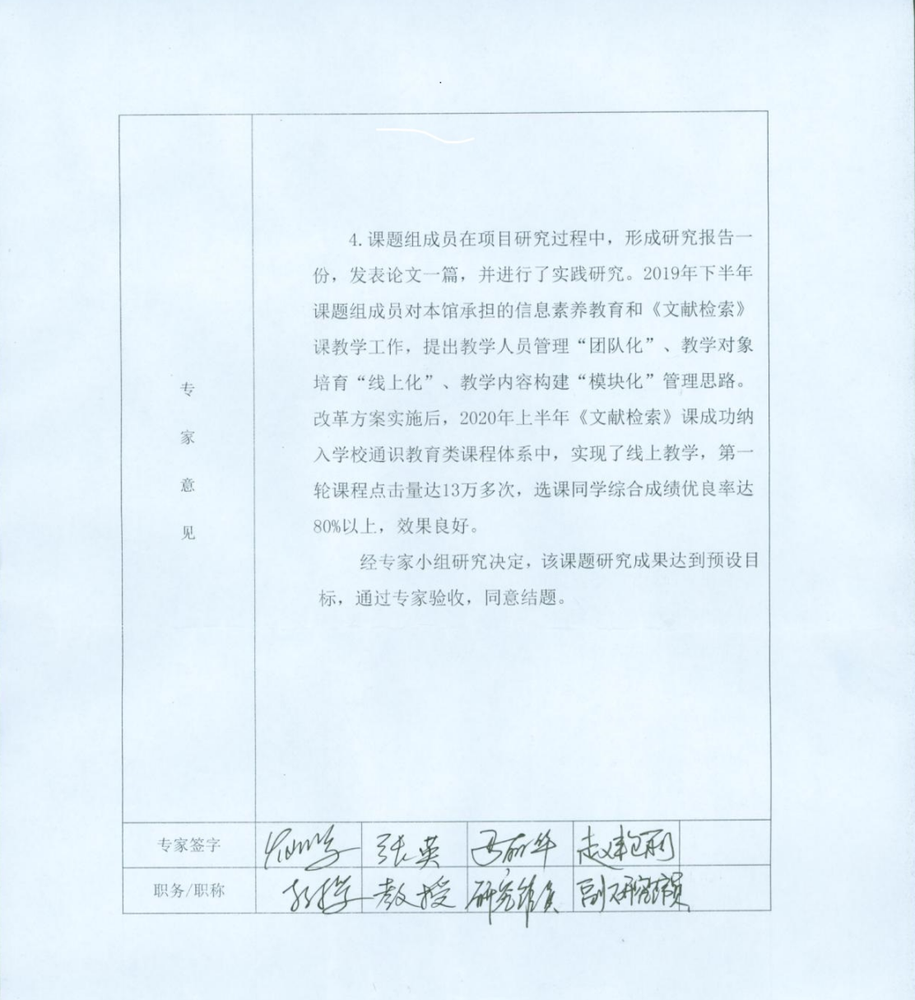 4.课题组成员在项目研究过程中，形成研究报告一
份，发表论文一篇，并进行了实践研究。2019年下半年
课题组成员对本馆承担的信息素养教育和《文献检索》
课教学工作，提出教学人员管理“团队化”、教学对象
培育“线上化”、教学内容构建“模块化”管理思路。
改革方案实施后，2020年上半年《文献检索》课成功纳
入学校通识教育类课程体系中，实现了线上教学，第一
轮课程点击量达13万多次，选课同学综合成绩优良率达
80%以上，效果良好。
经专家小组研究决定，该课题研究成果达到预设目
标，通过专家验收，同意结题。
专
家
意
见
专家签字 张英
职务/职称 教授 研究馆员 副研究馆员